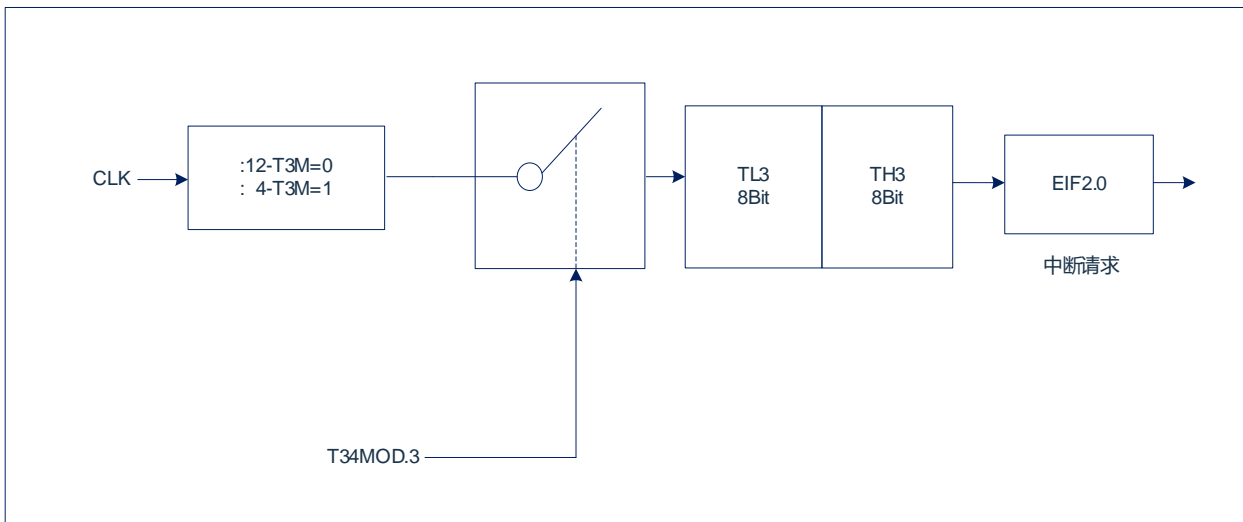 CLK
:12-T3M=0
: 4-T3M=1
TL3
8Bit
TH3
8Bit
EIF2.0
中断请求
T34MOD.3